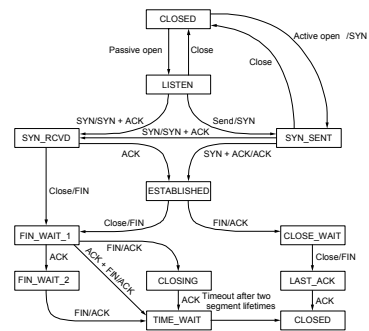 CLOSED
Active open /SYN
Passive open
Close
Close
LISTEN
SYN/SYN + ACK
Send/SYN
SYN/SYN + ACK
SYN_RCVD
SYN_SENT
ACK
SYN + ACK/ACK
Close/FIN
ESTABLISHED
Close/FIN
FIN/ACK
FIN_WAIT_1
CLOSE_WAIT
FIN/ACK
ACK
ACK + FIN/ACK
Close/FIN
FIN_WAIT_2
CLOSING
LAST_ACK
ACK
Timeout after two
segment lifetimes
ACK
FIN/ACK
TIME_WAIT
CLOSED